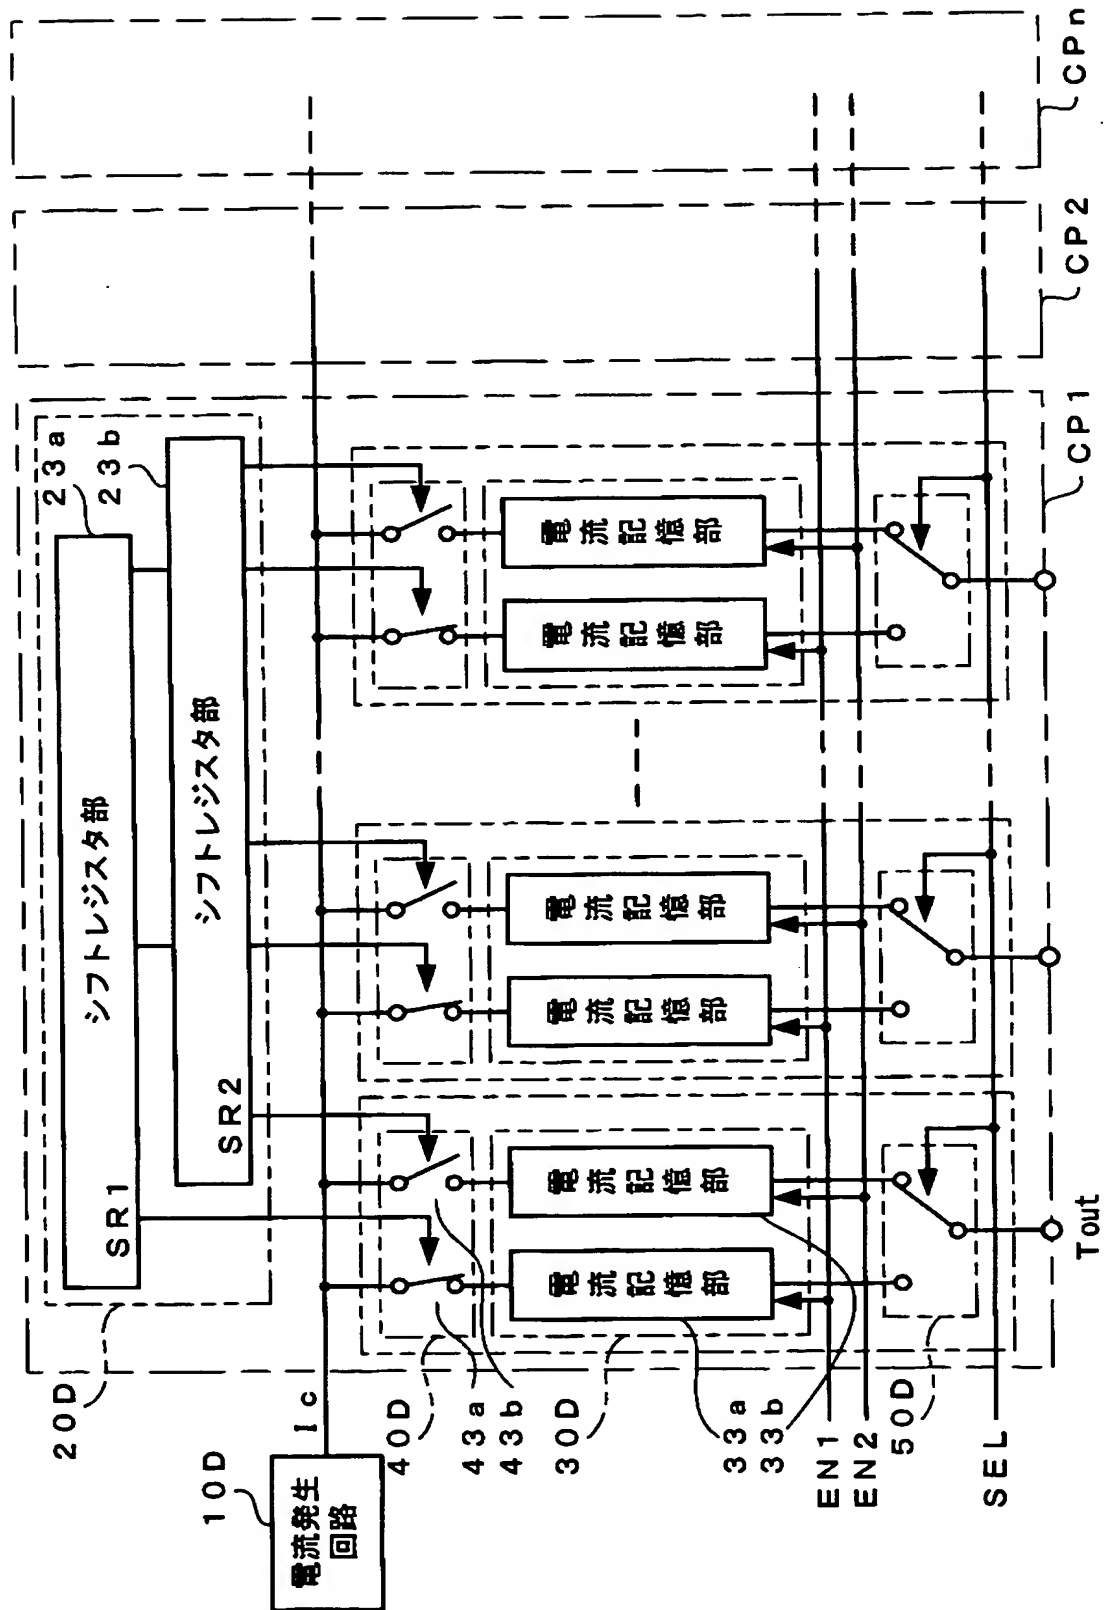 10D
電流発生
回路
Ic
20D
シフトレジスタ部
SR1
23a
シフトレジスタ部
SR2
23b
40D
43a
43b
30D
電流記憶部
電流記憶部
電流記憶部
電流記憶部
電流記憶部
電流記憶部
33a
33b
EN1
EN2
50D
SEL
Tout
CP1
CP2
CPn